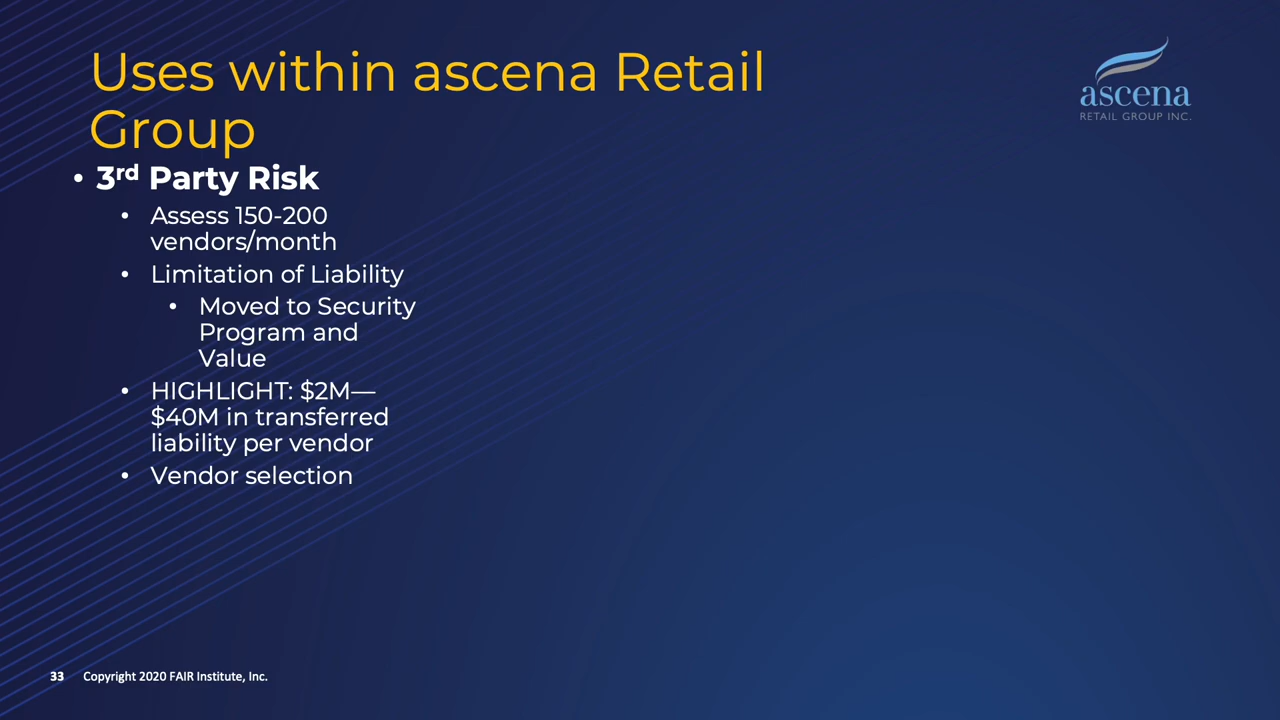 Uses within ascena Retail
Group
ascena
RETAIL GROUP INC.
• 3rd Party Risk
• Assess 150-200
vendors/month
• Limitation of Liability
• Moved to Security
Program and
Value
• HIGHLIGHT: $2M—
$40M in transferred
liability per vendor
• Vendor selection
33 Copyright 2020 FAIR Institute, Inc.